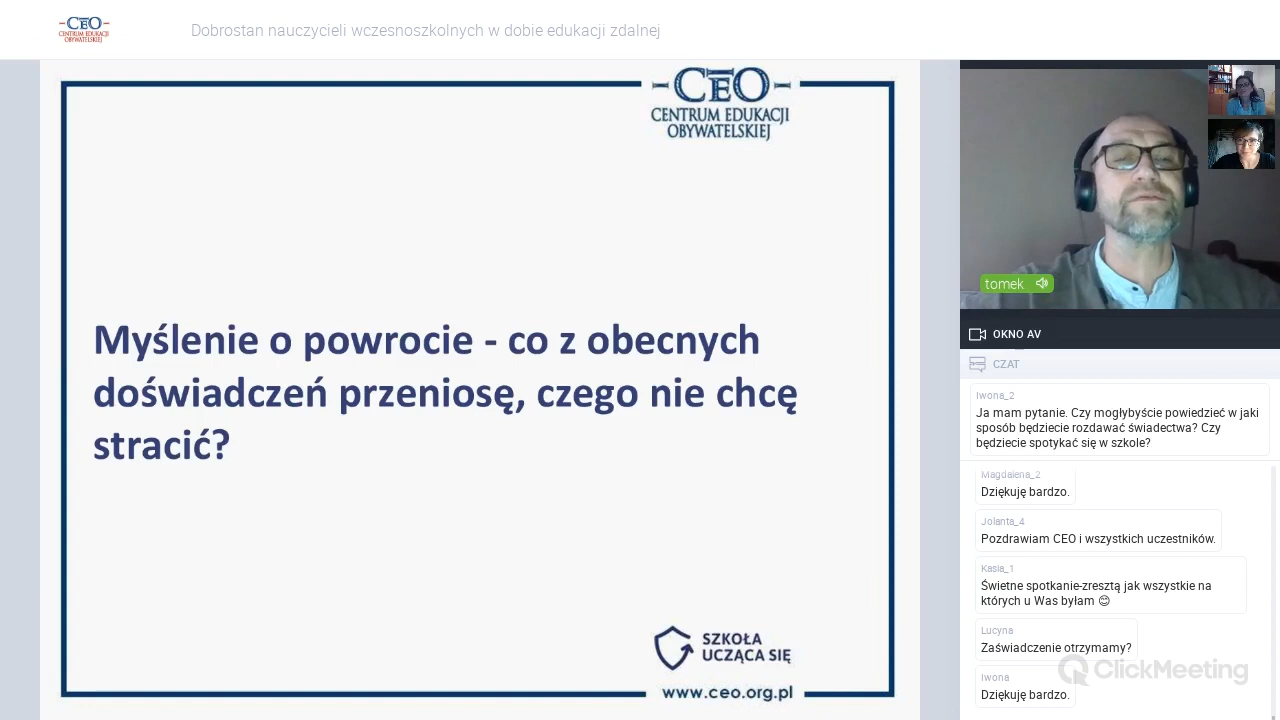 CEO
CENTRUM EDUKACJI
OBYWATELSKIEJ
Dobrostan nauczycieli wczesnoszkolnych w dobie edukacji zdalnej
CEO
CENTRUM EDUKACJI
OBYWATELSKIEJ
Myślenie o powrocie - co z obecnych
doświadczeń przeniosę, czego nie chcę
stracić?
SZKOŁA
UCZĄCA SIĘ
www.ceo.org.pl
tomek
OKNO AV
CZAT
Iwona_2
Ja mam pytanie. Czy mogłybyście powiedzieć w jaki
sposób będziecie rozdawać świadectwa? Czy
będziecie spotykać się w szkole?
Magdalena_2
Dziękuję bardzo.
Jolanta_4
Pozdrawiam CEO i wszystkich uczestników.
Kasia_1
Świetne spotkanie-zresztą jak wszystkie na
których u Was byłam 😊
Lucyna
Zaświadczenie otrzymamy?
Iwona
Dziękuję bardzo.
ClickMeeting